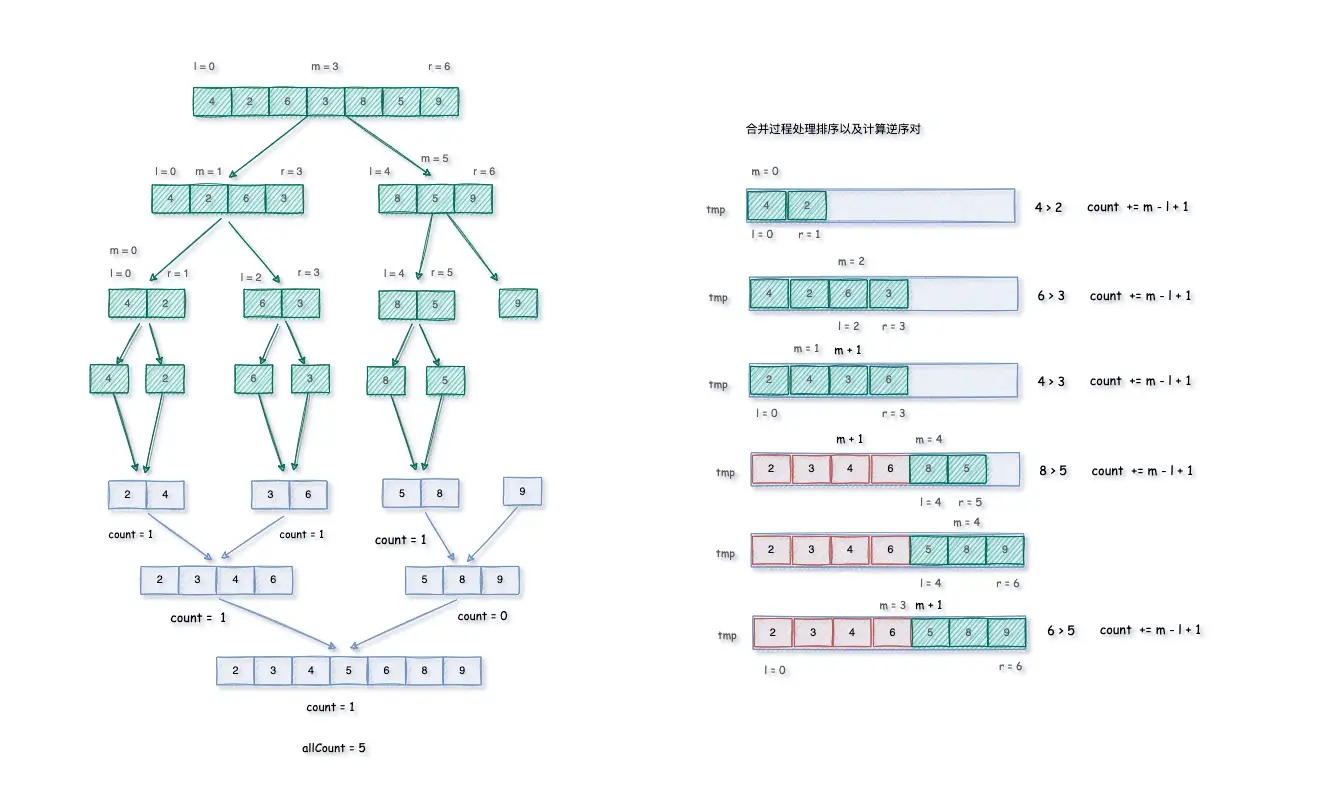 l = 0 m = 3 r = 6
4 2 6 3 8 5 9
m = 5
l = 0 m = 1 r = 3 l = 4 r = 6
4 2 6 3 8 5 9
m = 0
l = 0 r = 1 l = 2 r = 3 l = 4 r = 5
4 2 6 3 8 5 9
4 2 6 3 8 5
2 4 3 6 5 8 9
count = 1 count = 1 count = 1
2 3 4 6 5 8 9
count = 1 count = 0
2 3 4 5 6 8 9
count = 1
allCount = 5
合并过程处理排序以及计算逆序对
m = 0
tmp 4 2 4 > 2 count += m - l + 1
l = 0 r = 1
m = 2
tmp 4 2 6 3 6 > 3 count += m - l + 1
l = 2 r = 3
m = 1 m + 1
tmp 2 4 3 6 4 > 3 count += m - l + 1
l = 0 r = 3
m + 1 m = 4
tmp 2 3 4 6 8 5 8 > 5 count += m - l + 1
l = 4 r = 5
m = 4
tmp 2 3 4 6 5 8 9
l = 4 r = 6
m = 3 m + 1
tmp 2 3 4 6 5 8 9 6 > 5 count += m - l + 1
l = 0 r = 6